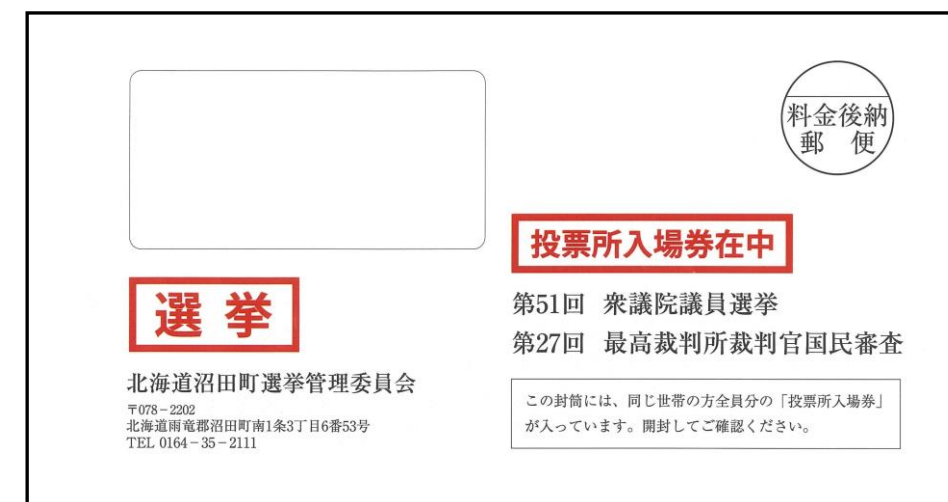 料金後納
郵　便
投票所入場券在中
選 挙
第51回　衆議院議員選挙
第27回　最高裁判所裁判官国民審査
北海道沼田町選挙管理委員会
〒078－2202
北海道雨竜郡沼田町南1条3丁目6番53号
TEL 0164－35－2111
この封筒には、同じ世帯の方全員分の「投票所入場券」
が入っています。開封してご確認ください。